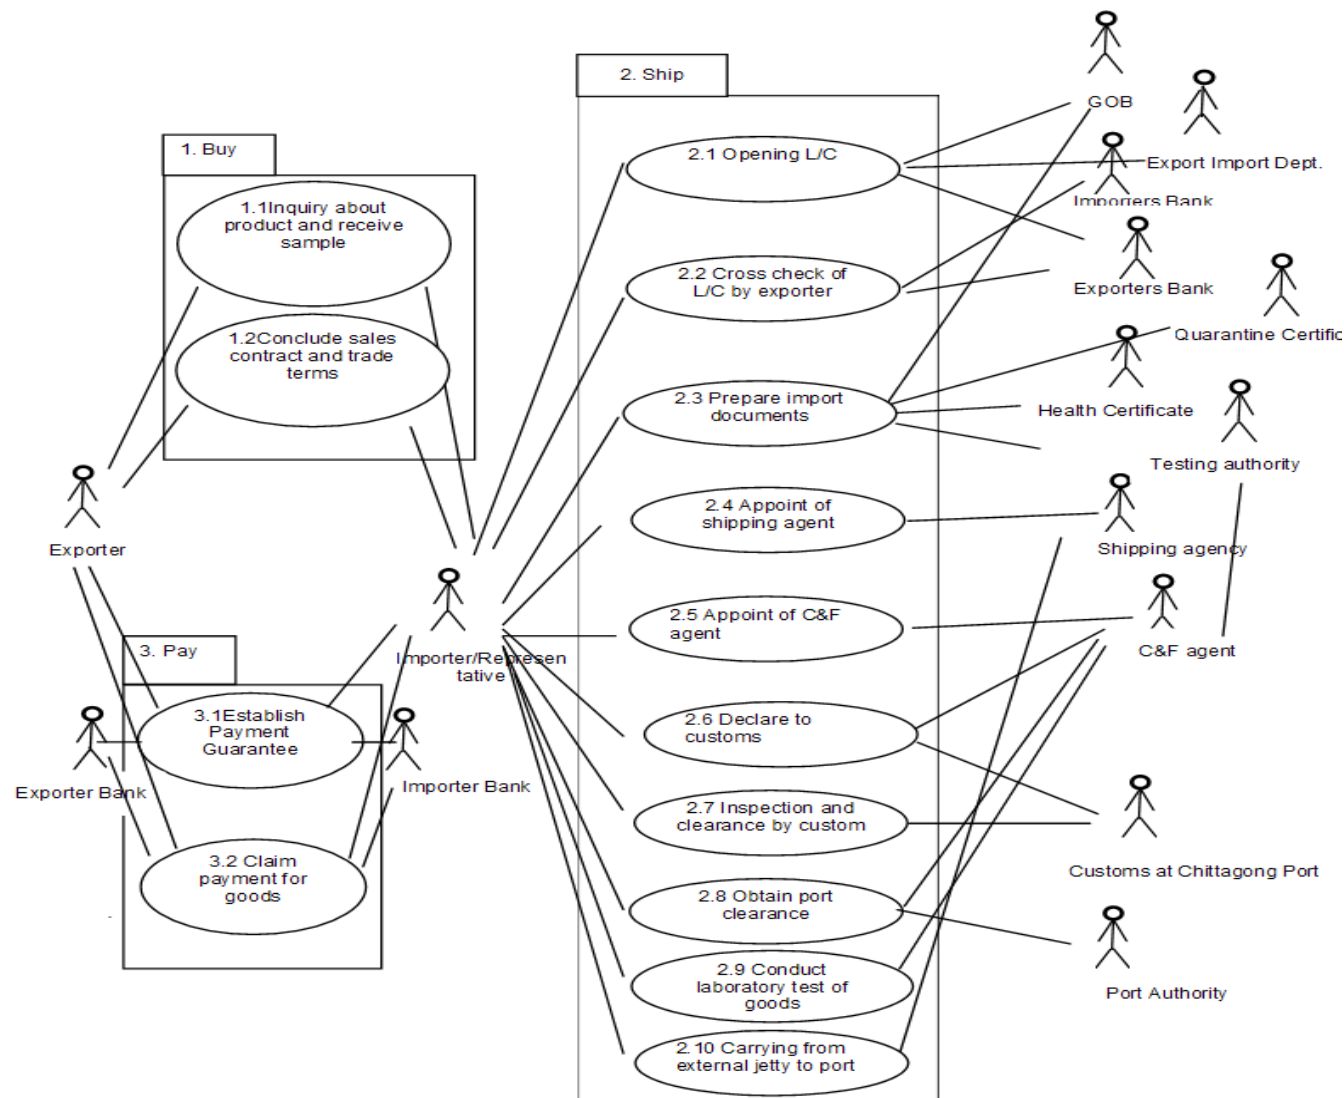 2. Ship
GOB
1. Buy
2.1 Opening L/C
Export Import Dept.
Importers Bank
1.1Inquiry about
product and receive
sample
2.2 Cross check of
L/C by exporter
Exporters Bank
Quarantine Certific
1.2Conclude sales
contract and trade
terms
2.3 Prepare import
documents
Health Certificate
Testing authority
2.4 Appoint of
shipping agent
Shipping agency
Exporter
2.5 Appoint of C&F
agent
C&F agent
3. Pay
Importer/Represen
tative
3.1Establish
Payment
Guarantee
2.6 Declare to
customs
Exporter Bank
Importer Bank
2.7 Inspection and
clearance by custom
Customs at Chittagong Port
3.2 Claim
payment for
goods
2.8 Obtain port
clearance
2.9 Conduct
laboratory test of
goods
Port Authority
2.10 Carrying from
external jetty to port